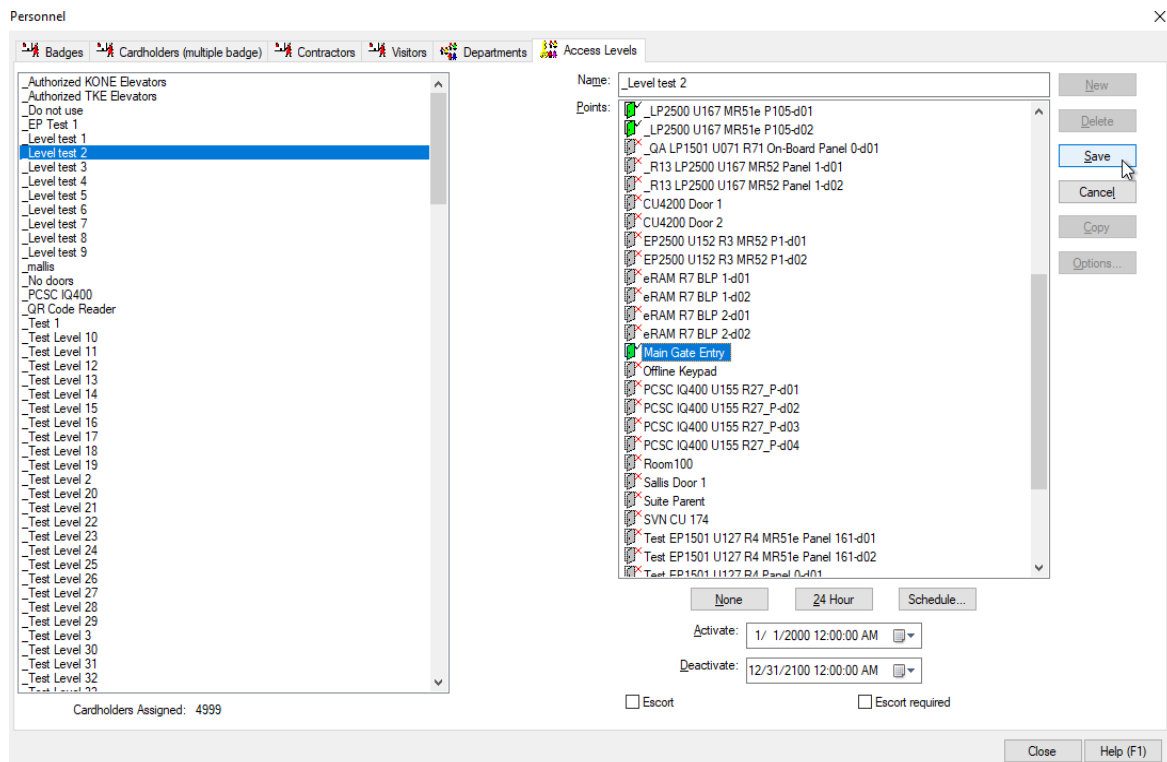 Personnel
Badges
Cardholders (multiple badge)
Contractors
Visitors
Departments
Access Levels
_Authorized KONE Elevators
_Authorized TKE Elevators
_Do not use
_EP Test 1
_Level test 1
_Level test 2
_Level test 3
_Level test 4
_Level test 5
_Level test 6
_Level test 7
_Level test 8
_Level test 9
_mallis
_No doors
_PCSC IQ400
_QR Code Reader
_Test 1
_Test Level 10
_Test Level 11
_Test Level 12
_Test Level 13
_Test Level 14
_Test Level 15
_Test Level 16
_Test Level 17
_Test Level 18
_Test Level 19
_Test Level 2
_Test Level 20
_Test Level 21
_Test Level 22
_Test Level 23
_Test Level 24
_Test Level 25
_Test Level 26
_Test Level 27
_Test Level 28
_Test Level 29
_Test Level 3
_Test Level 30
_Test Level 31
_Test Level 32
_Test Level 33
Cardholders Assigned: 4999
Name:
_Level test 2
Points:
_LP2500 U167 MR51e P105-d01
_LP2500 U167 MR51e P105-d02
_QA LP1501 U071 R71 On-Board Panel 0-d01
_R13 LP2500 U167 MR52 Panel 1-d01
_R13 LP2500 U167 MR52 Panel 1-d02
CU4200 Door 1
CU4200 Door 2
EP2500 U152 R3 MR52 P1-d01
EP2500 U152 R3 MR52 P1-d02
eRAM R7 BLP 1-d01
eRAM R7 BLP 1-d02
eRAM R7 BLP 2-d01
eRAM R7 BLP 2-d02
Main Gate Entry
Offline Keypad
PCSC IQ400 U155 R27_P-d01
PCSC IQ400 U155 R27_P-d02
PCSC IQ400 U155 R27_P-d03
PCSC IQ400 U155 R27_P-d04
Room100
Sallis Door 1
Suite Parent
SVN CU 174
Test EP1501 U127 R4 MR51e Panel 161-d01
Test EP1501 U127 R4 MR51e Panel 161-d02
Test EP1501 U127 R4 Panel 0-d01
None
24 Hour
Schedule...
Activate:
1/ 1/2000 12:00:00 AM
Deactivate:
12/31/2100 12:00:00 AM
Escort
Escort required
New
Delete
Save
Cancel
Copy
Options...
Close
Help (F1)